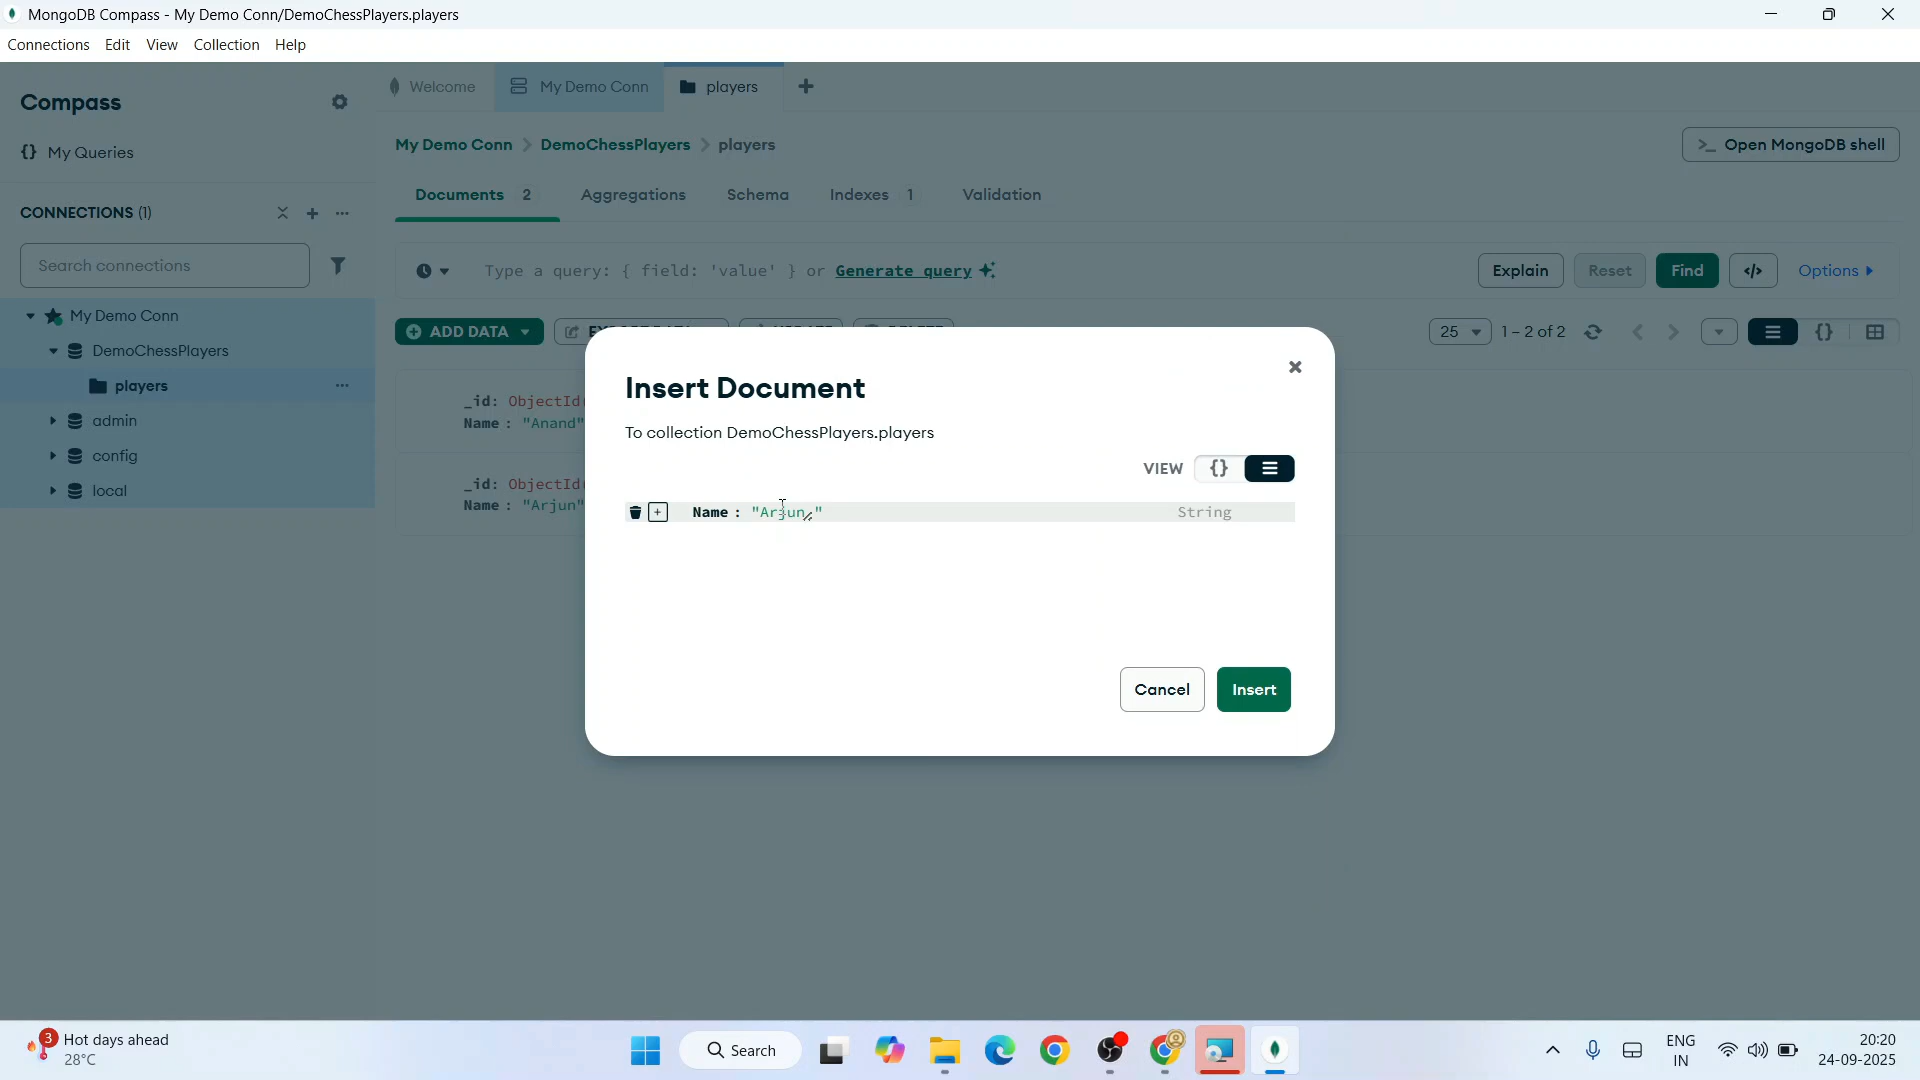 MongoDB Compass - My Demo Conn/DemoChessPlayers.players
Connections Edit View Collection Help
Compass
Welcome
My Demo Conn
players
{} My Queries
My Demo Conn > DemoChessPlayers > players
>_ Open MongoDB shell
Documents 2 Aggregations Schema Indexes 1 Validation
CONNECTIONS (1)
Search connections
Type a query: { field: 'value' } or Generate query
Explain Reset Find </> Options
My Demo Conn
DemoChessPlayers
players
admin
config
local
ADD DATA
25 1 – 2 of 2 {}
_id: ObjectId
Name : "Anand"
_id: ObjectId
Name : "Arjun"
Insert Document
To collection DemoChessPlayers.players
VIEW {}
Name : "Arjun "
String
Cancel Insert
3
Hot days ahead
28°C
Search
ENG
IN
20:20
24-09-2025